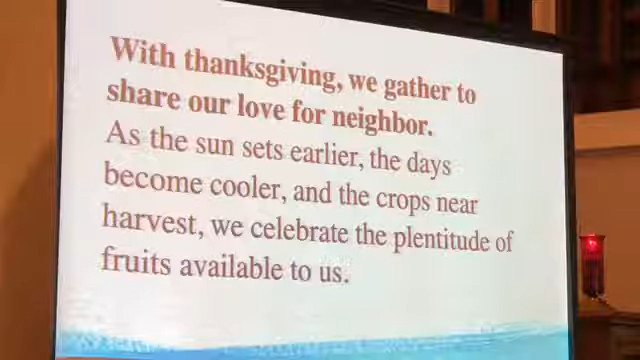 With thanksgiving, we gather to
share our love for neighbor.
As the sun sets earlier, the days
become cooler, and the crops near
harvest, we celebrate the plentitude of
fruits available to us.